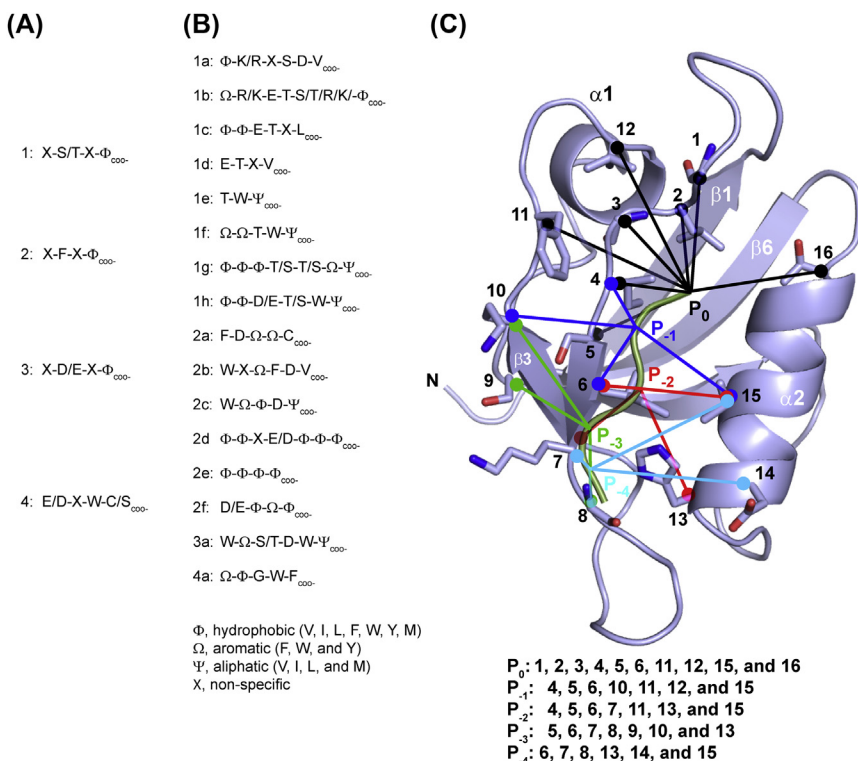 (A)
1: X-S/T-X-Φcoo-
2: X-F-X-Φcoo-
3: X-D/E-X-Φcoo-
4: E/D-X-W-C/Scoo-
(B)
1a: Φ-K/R-X-S-D-Vcoo-
1b: Ω-R/K-E-T-S/T/R/K/-Φcoo-
1c: Φ-Φ-E-T-X-Lcoo-
1d: E-T-X-Vcoo-
1e: T-W-Ψcoo-
1f: Ω-Ω-T-W-Ψcoo-
1g: Φ-Φ-Φ-T/S-T/S-Ω-Ψcoo-
1h: Φ-Φ-D/E-T/S-W-Ψcoo-
2a: F-D-Ω-Ω-Ccoo-
2b: W-X-Ω-F-D-Vcoo-
2c: W-Ω-Φ-D-Ψcoo-
2d: Φ-Φ-X-E/D-Φ-Φ-Φcoo-
2e: Φ-Φ-Φ-Φcoo-
2f: D/E-Φ-Ω-Φcoo-
3a: W-Ω-S/T-D-W-Ψcoo-
4a: Ω-Φ-G-W-Fcoo-
Φ, hydrophobic (V, I, L, F, W, Y, M)
Ω, aromatic (F, W, and Y)
Ψ, aliphatic (V, I, L, and M)
X, non-specific
(C)
α1
12
1
2
β1
3
11
β6
16
10
4
P0
P-1
5
β3
9
N
6
P-2
15
α2
P-3
7
P-4
14
8
13
P0: 1, 2, 3, 4, 5, 6, 11, 12, 15, and 16
P-1: 4, 5, 6, 10, 11, 12, and 15
P-2: 4, 5, 6, 7, 11, 13, and 15
P-3: 5, 6, 7, 8, 9, 10, and 13
P-4: 6, 7, 8, 13, 14, and 15